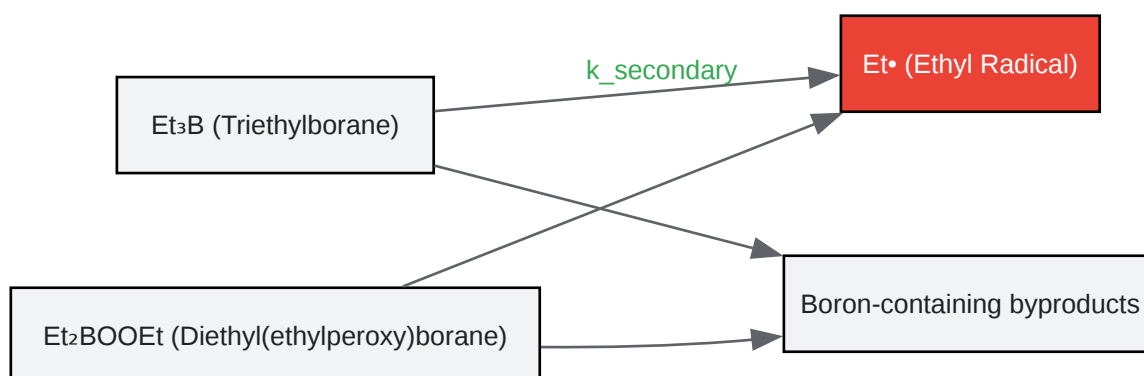 Et• (Ethyl Radical)
k_secondary
Et₃B (Triethylborane)
Boron-containing byproducts
Et₂BOOEt (Diethyl(ethylperoxy)borane)